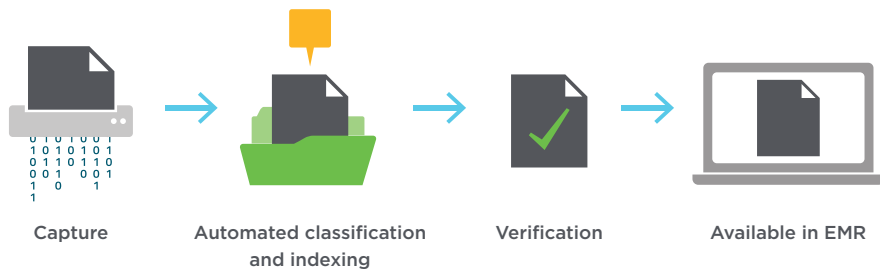 Capture
Automated classification
and indexing
Verification
Available in EMR